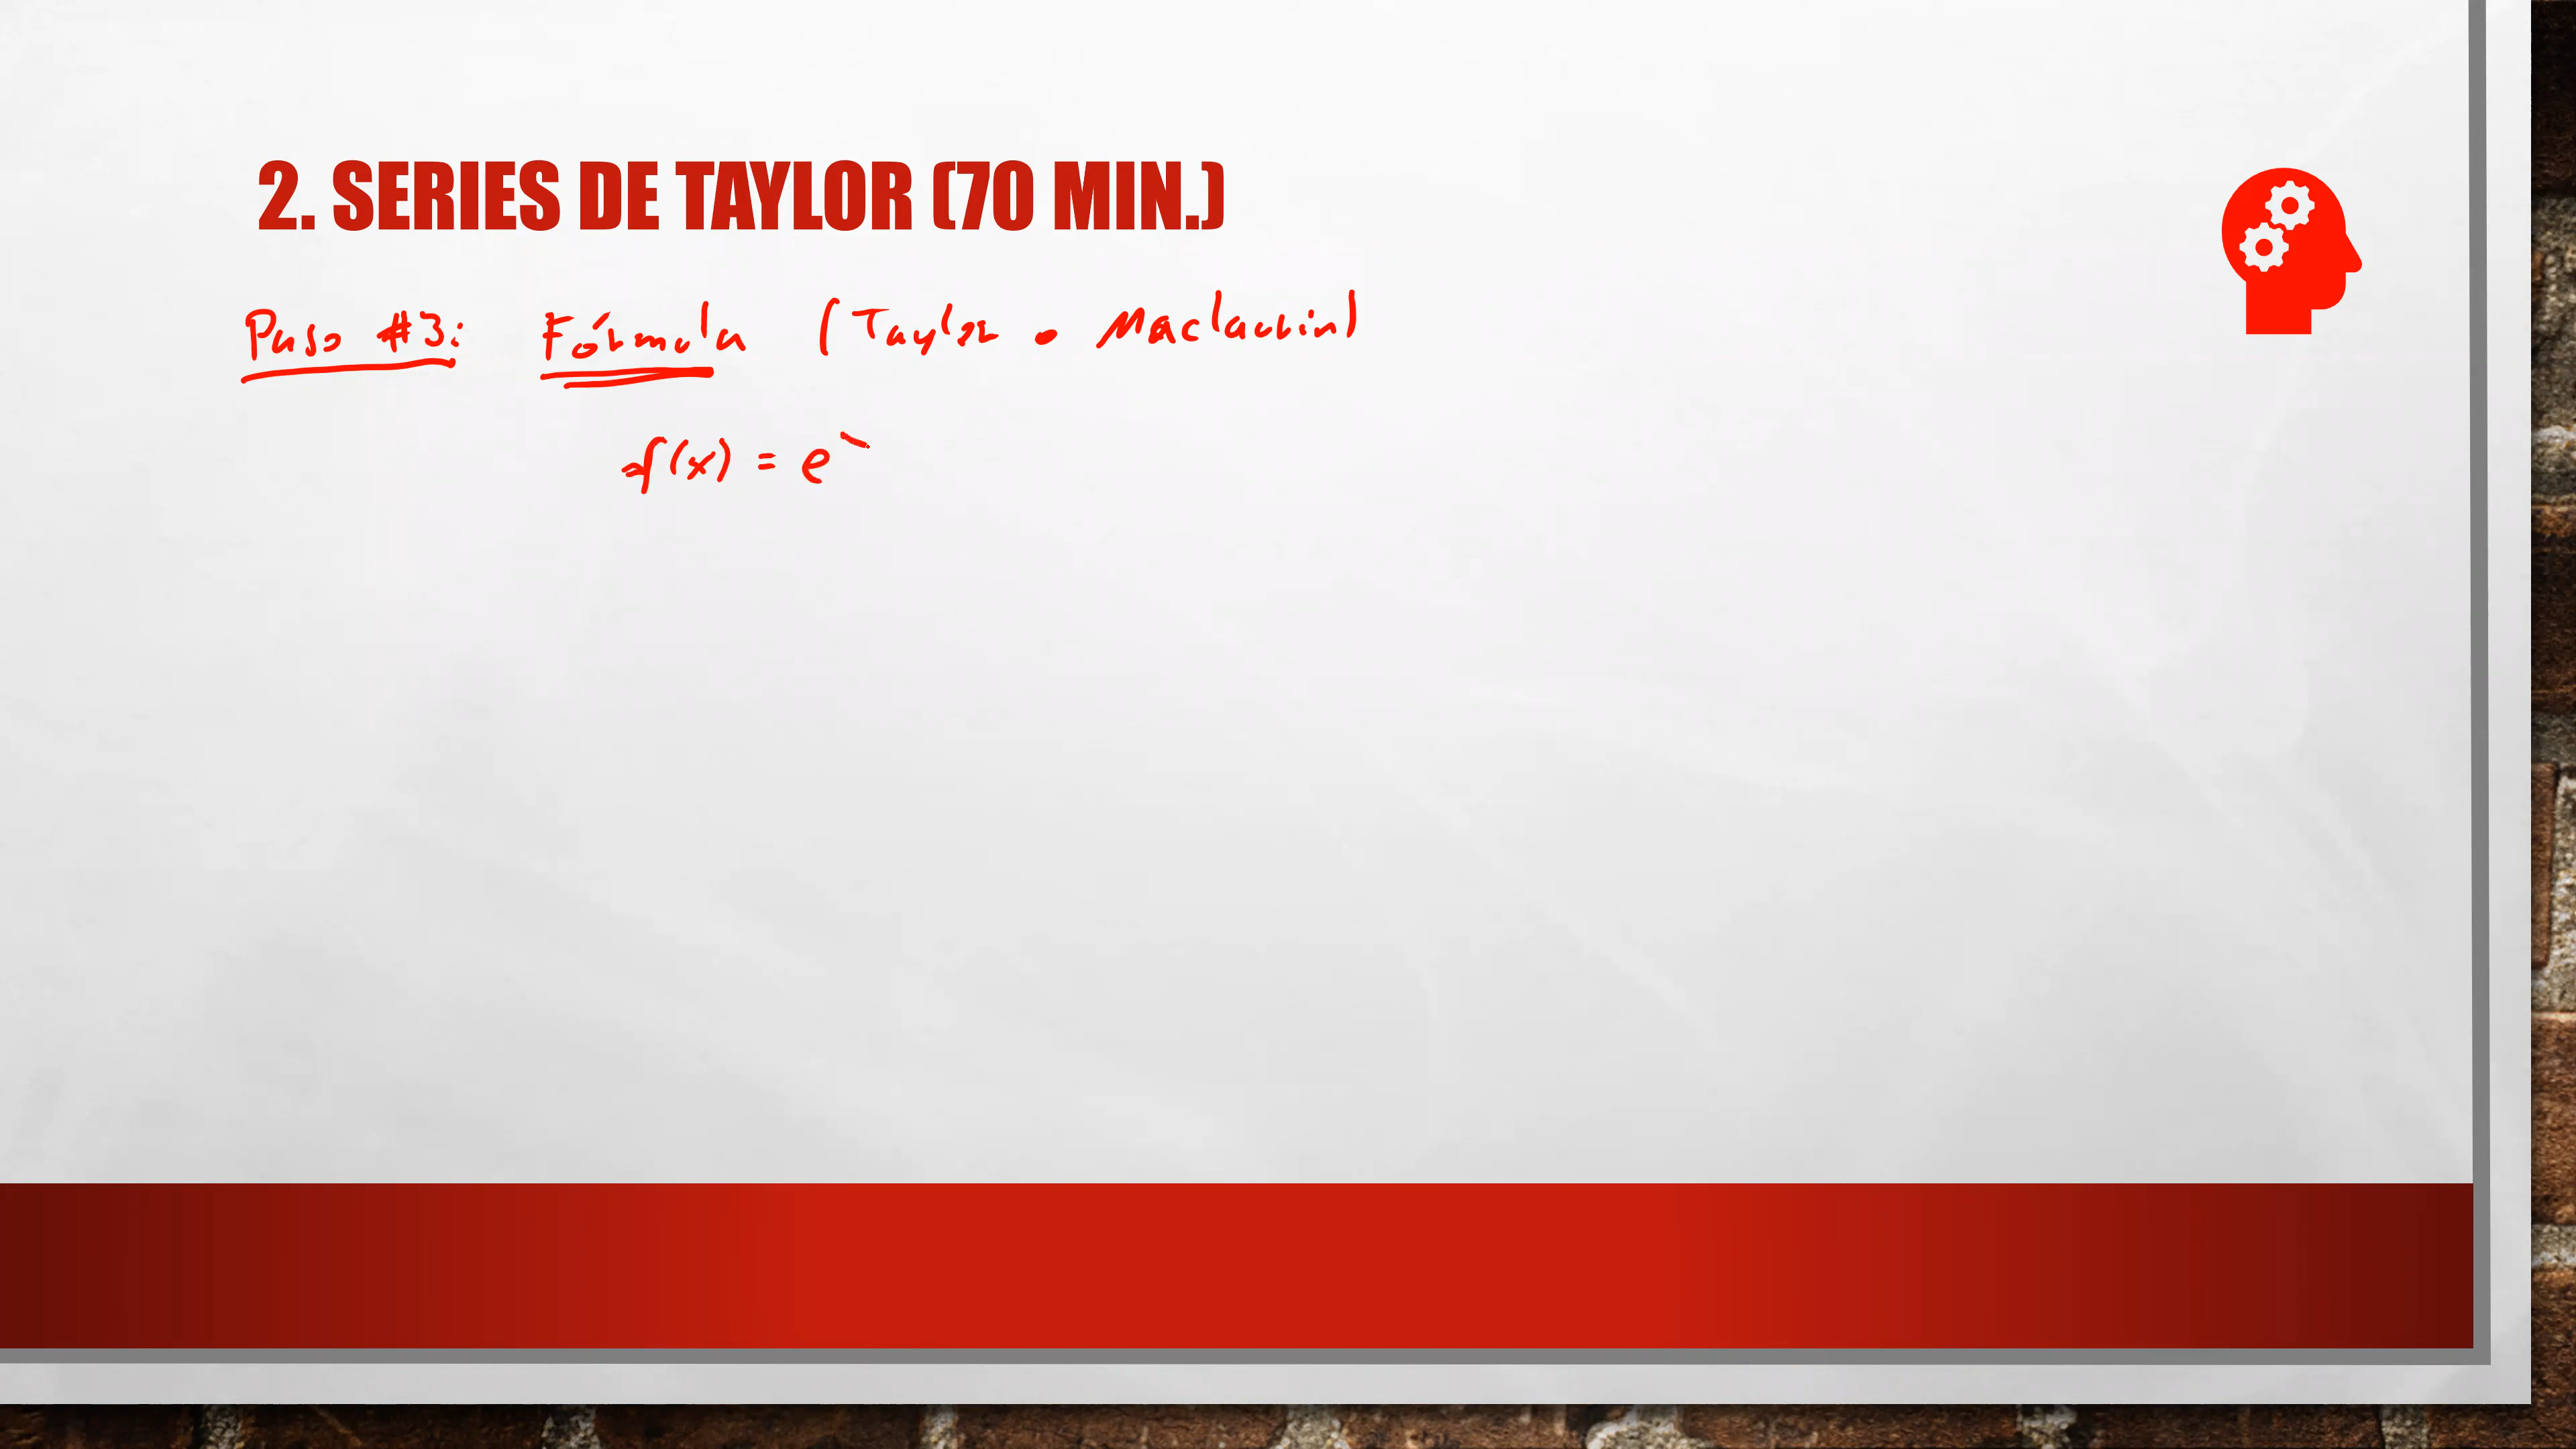 2. SERIES DE TAYLOR (70 MIN.)
Paso #3: Fórmula (Taylor o Maclaurin)
f(x) = e